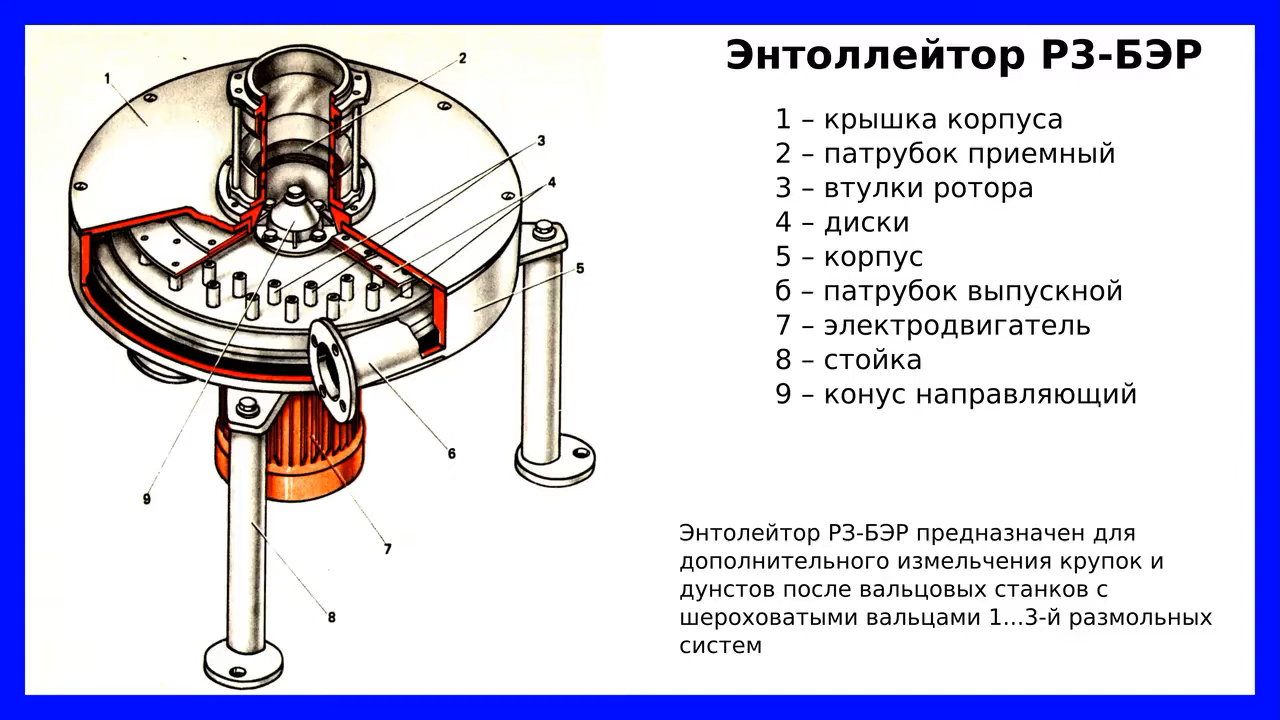 Энтоллейтор РЗ-БЭР
1 – крышка корпуса
2 – патрубок приемный
3 – втулки ротора
4 – диски
5 – корпус
6 – патрубок выпускной
7 – электродвигатель
8 – стойка
9 – конус направляющий
Энтолейтор РЗ-БЭР предназначен для
дополнительного измельчения крупок и
дунстов после вальцовых станков с
шероховатыми вальцами 1...3-й размольных
систем
1
2
3
4
5
6
9
7
8